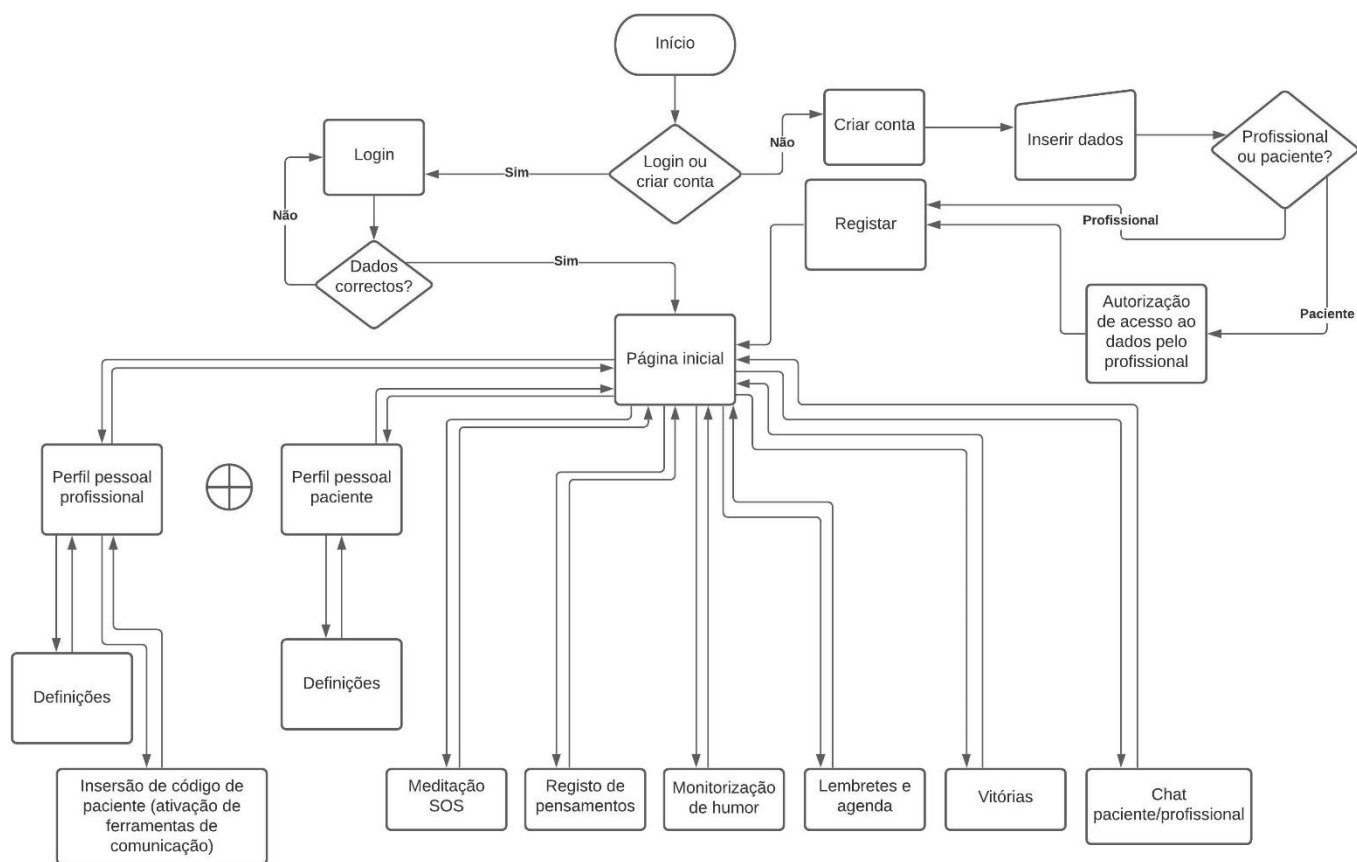 Início
Login
Sim
Login ou
criar conta
Não
Criar conta
Inserir dados
Profissional
ou paciente?
Não
Dados
correctos?
Sim
Registar
Profissional
Paciente
Autorização
de acesso ao
dados pelo
profissional
Página inicial
Perfil pessoal
profissional
Perfil pessoal
paciente
Definições
Definições
Insersão de código de
paciente (ativação de
ferramentas de
comunicação)
Meditação
SOS
Registo de
pensamentos
Monitorização
de humor
Lembretes e
agenda
Vitórias
Chat
paciente/profissional